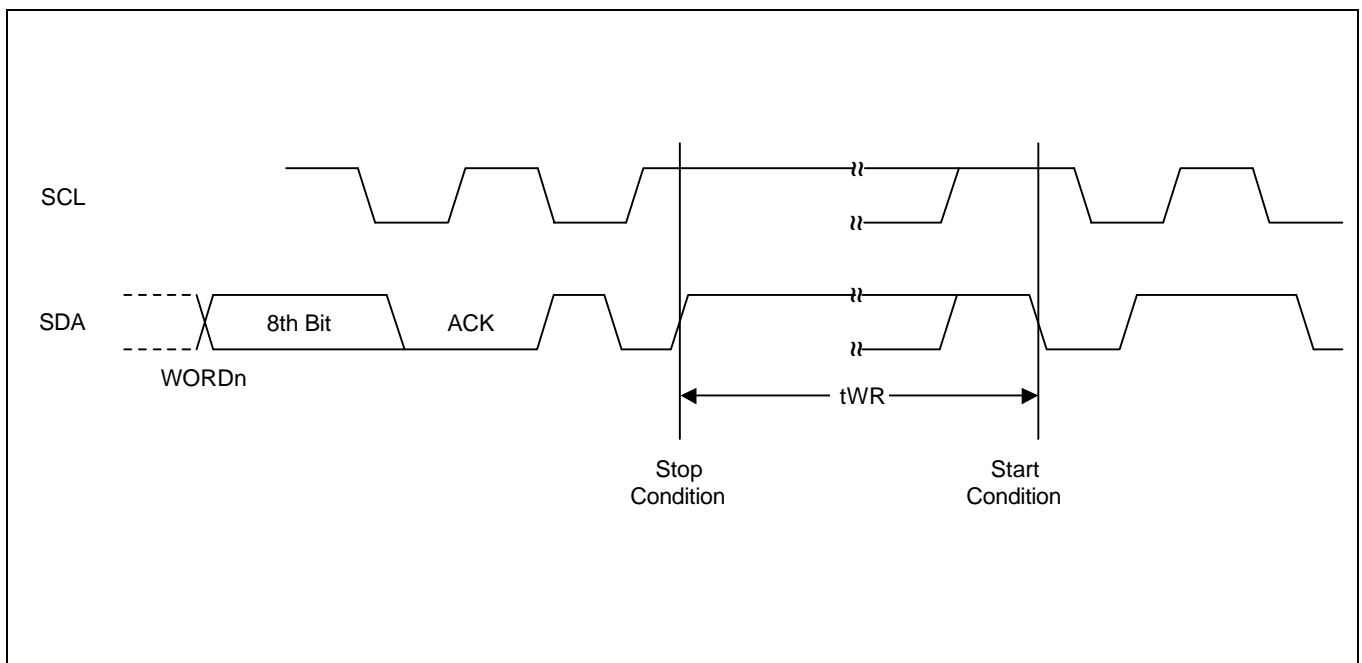 SCL
SDA
8th Bit
ACK
WORDn
tWR
Stop
Condition
Start
Condition